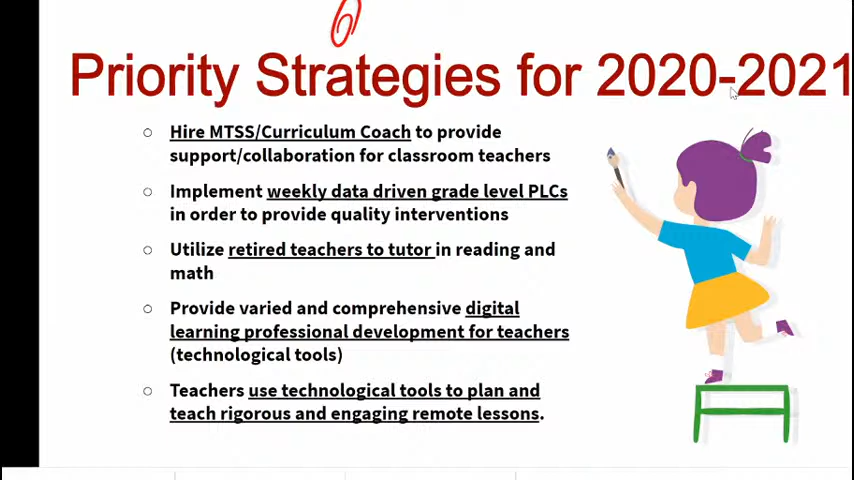 Priority Strategies for 2020-2021
Hire MTSS/Curriculum Coach to provide
support/collaboration for classroom teachers
Implement weekly data driven grade level PLCs
in order to provide quality interventions
Utilize retired teachers to tutor in reading and
math
Provide varied and comprehensive digital
learning professional development for teachers
(technological tools)
Teachers use technological tools to plan and
teach rigorous and engaging remote lessons.